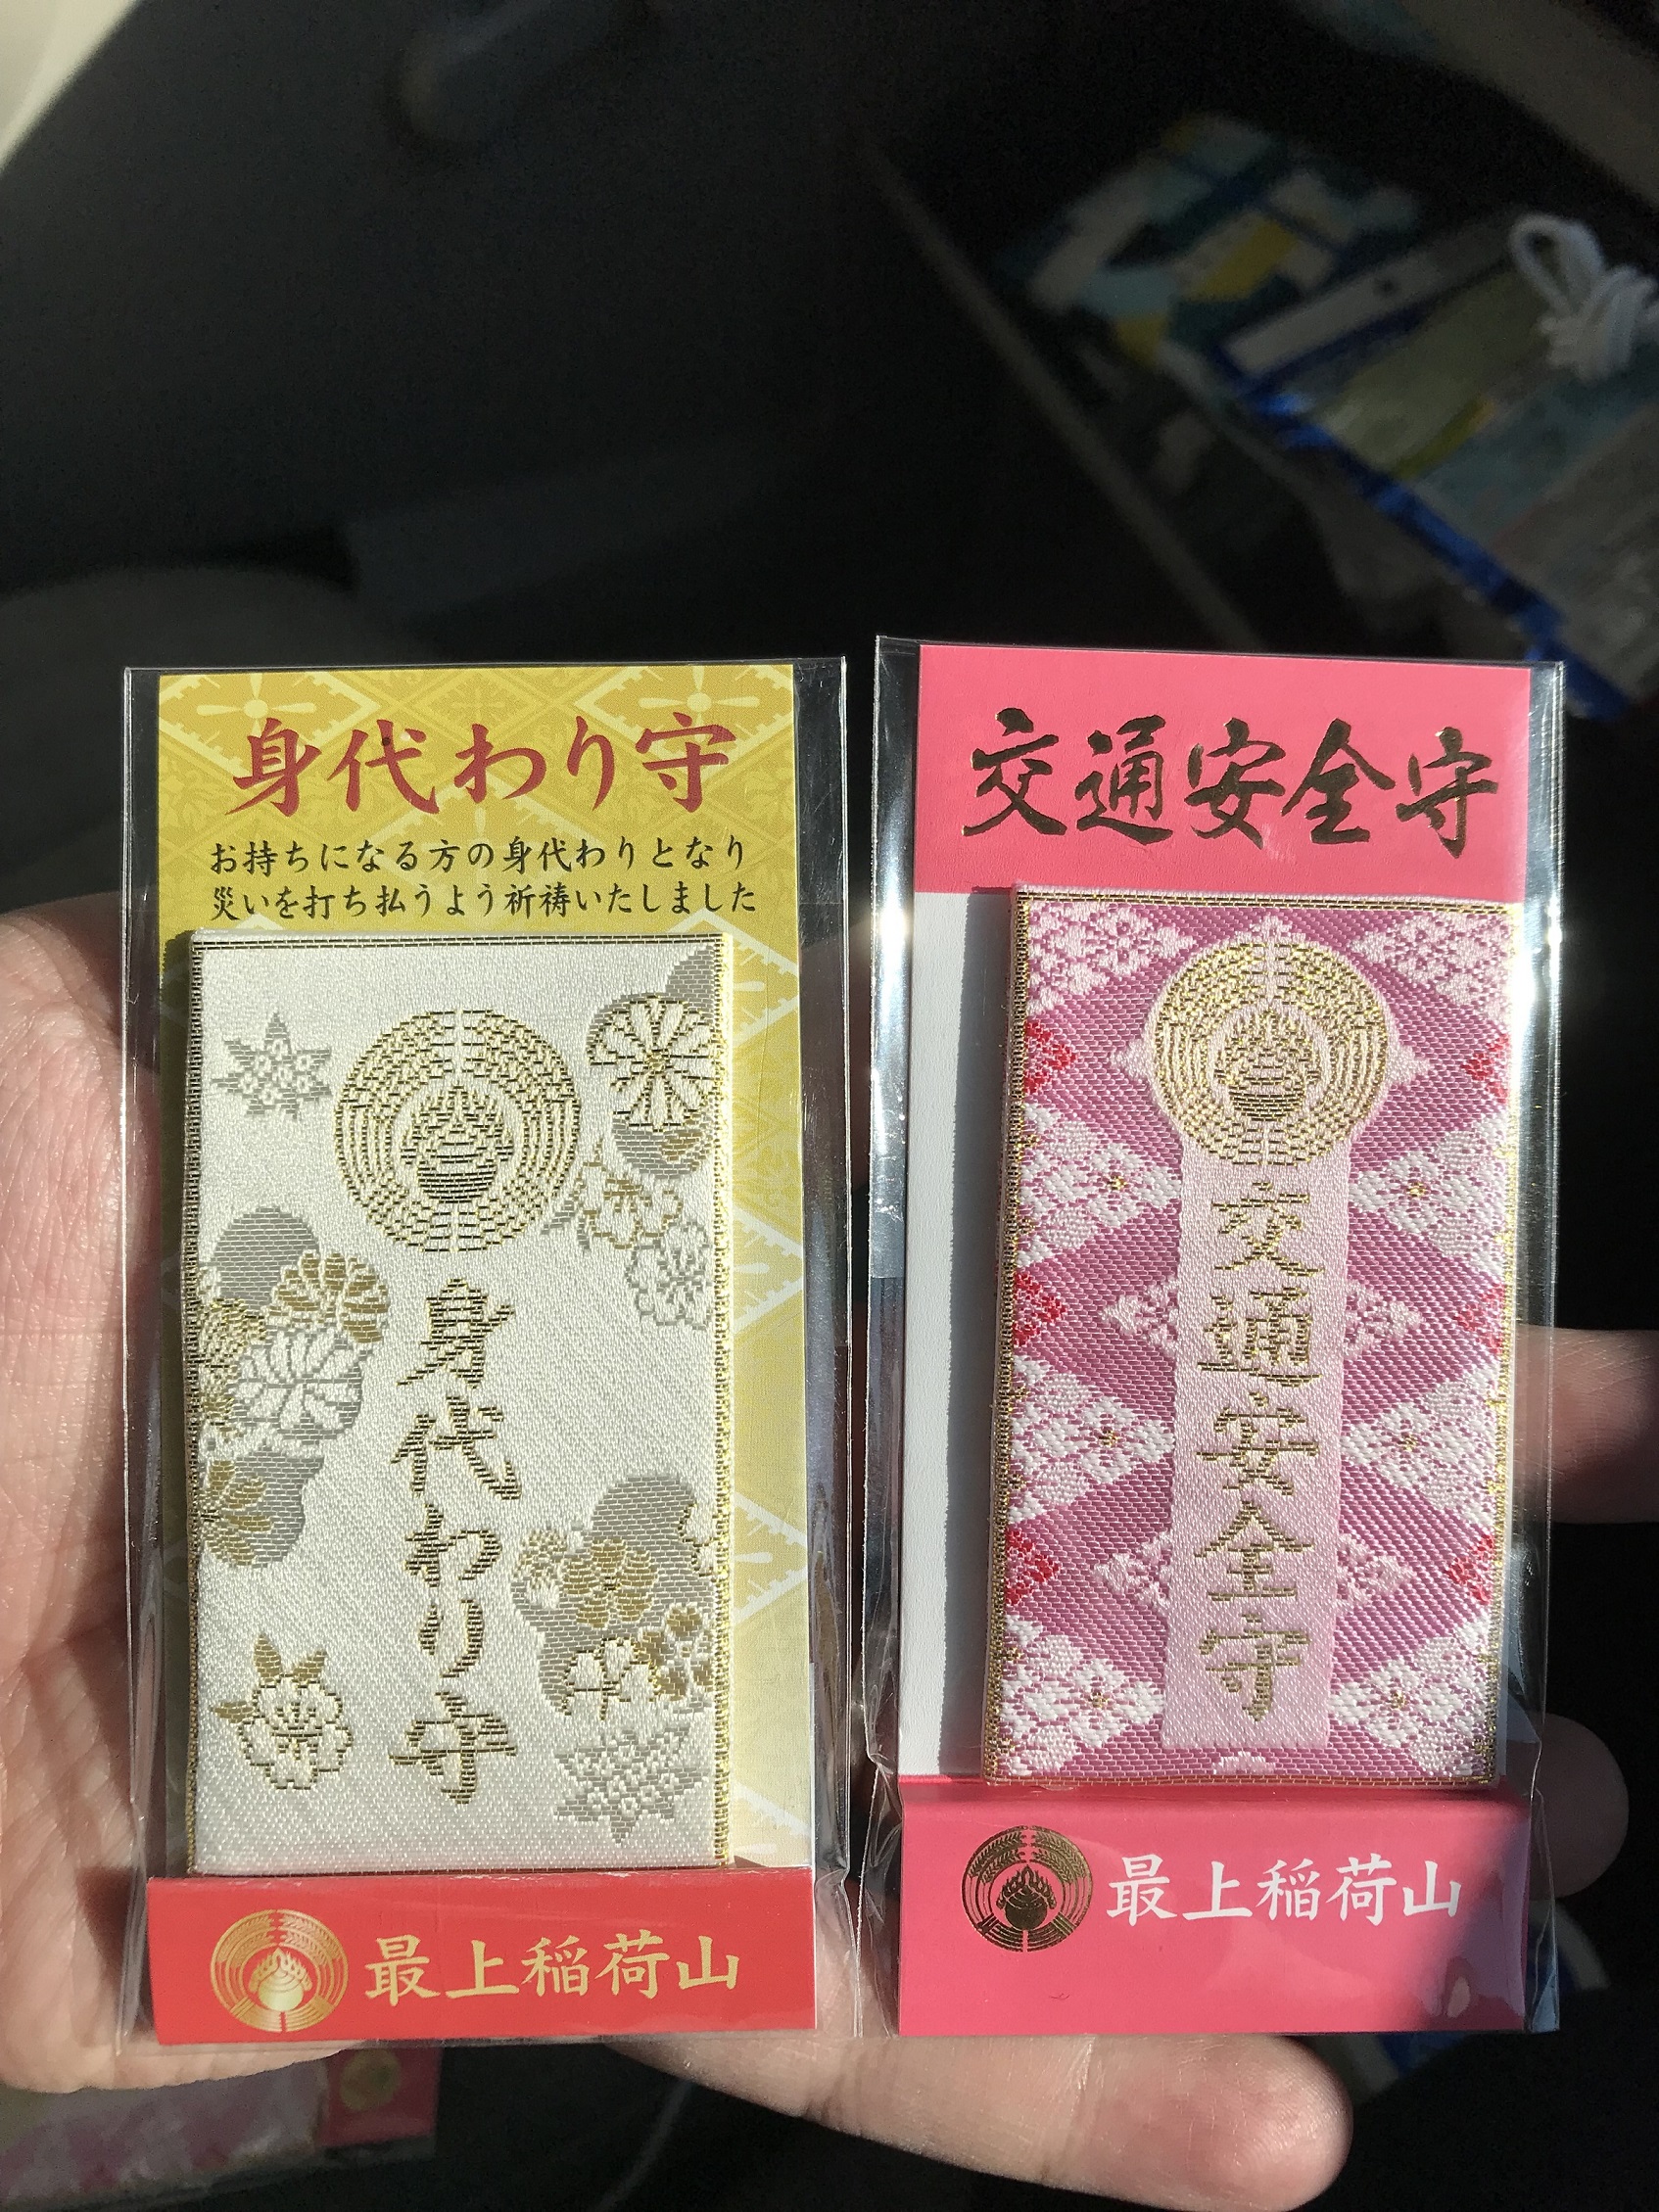 身代わり守
お持ちになる方の身代わりとなり
災いを打ち払うよう祈祷いたしました
身代わり守
最上稲荷山
交通安全守
交通安全守
最上稲荷山